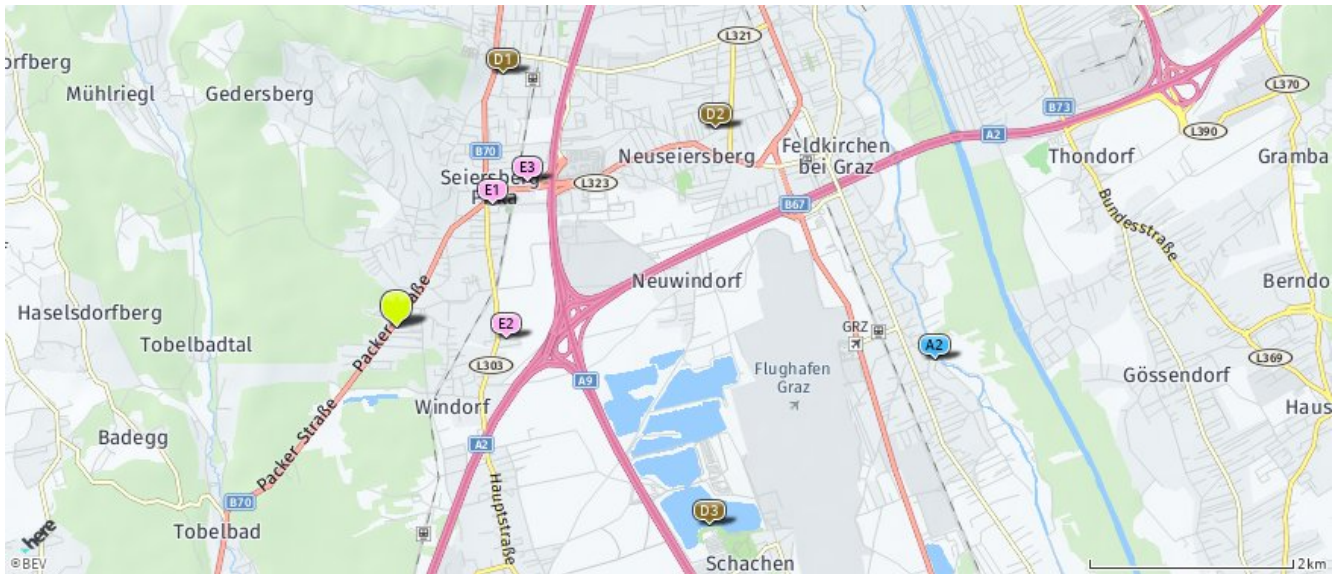 L321
D1
orfberg
Mühlriegl
Gedersberg
L370
B73
D2
A2
L390
B70
Neuseiersberg
Feldkirchen
bei Graz
Thondorf
Gramba
E3
Seiersberg
L323
E1
B67
Bundesstraße
Neuwindorf
Berndo
Packer Straße
Haselsdorfberg
E2
GRZ
Tobelbadtal
A2
L303
L369
Flughafen
Graz
Gössendorf
A9
Windorf
Haus
Packer Straße
Badegg
A2
Hauptstraße
B70
D3
Tobelbad
here
Schachen
©BEV
2km